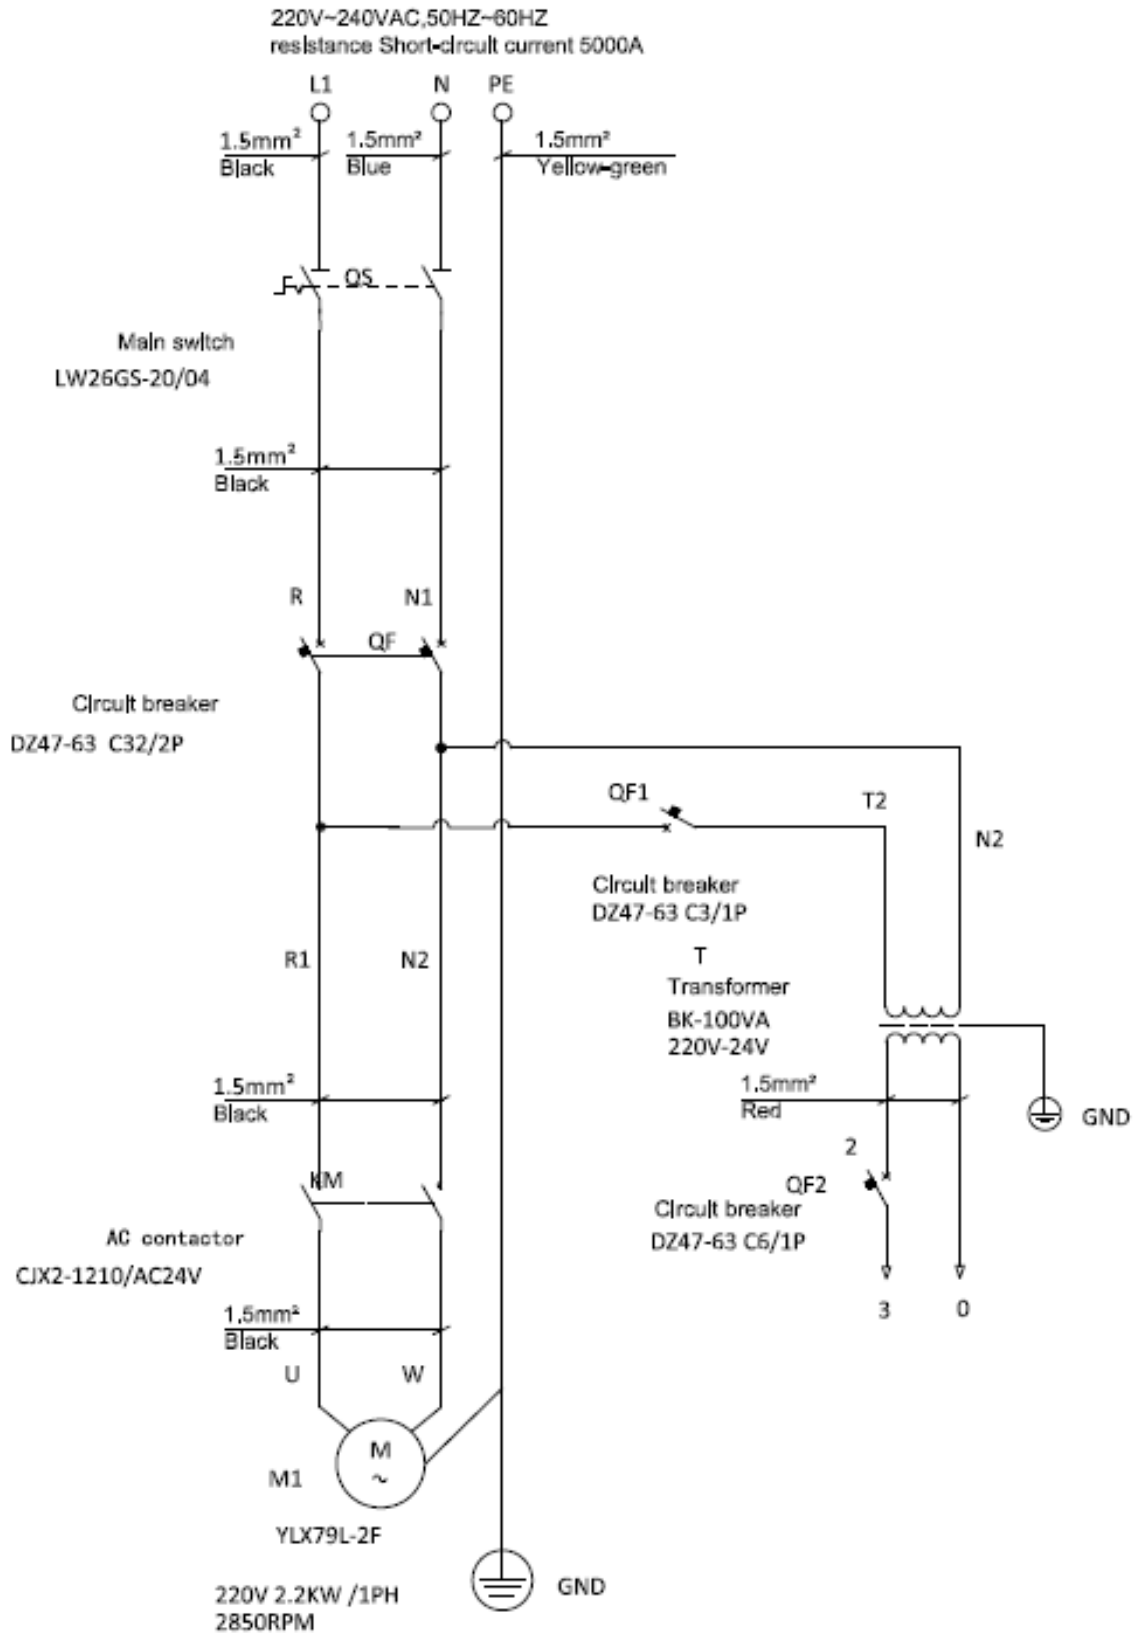 220V~240VAC,50HZ~60HZ
resistance Short-circuit current 5000A
L1 N PE
1.5mm² 1.5mm² 1.5mm²
Black Blue Yellow-green
QS
Main switch
LW26GS-20/04
1.5mm²
Black
R N1
QF
Circuit breaker
DZ47-63 C32/2P
QF1 T2
N2
Circuit breaker
DZ47-63 C3/1P
R1 N2
T
Transformer
BK-100VA
220V-24V
1.5mm²
Black
1.5mm²
Red
GND
2
KM
QF2
Circuit breaker
DZ47-63 C6/1P
AC contactor
CJX2-1210/AC24V
3 0
1.5mm²
Black
U W
M
~
M1
YLX79L-2F
220V 2.2KW /1PH
2850RPM
GND